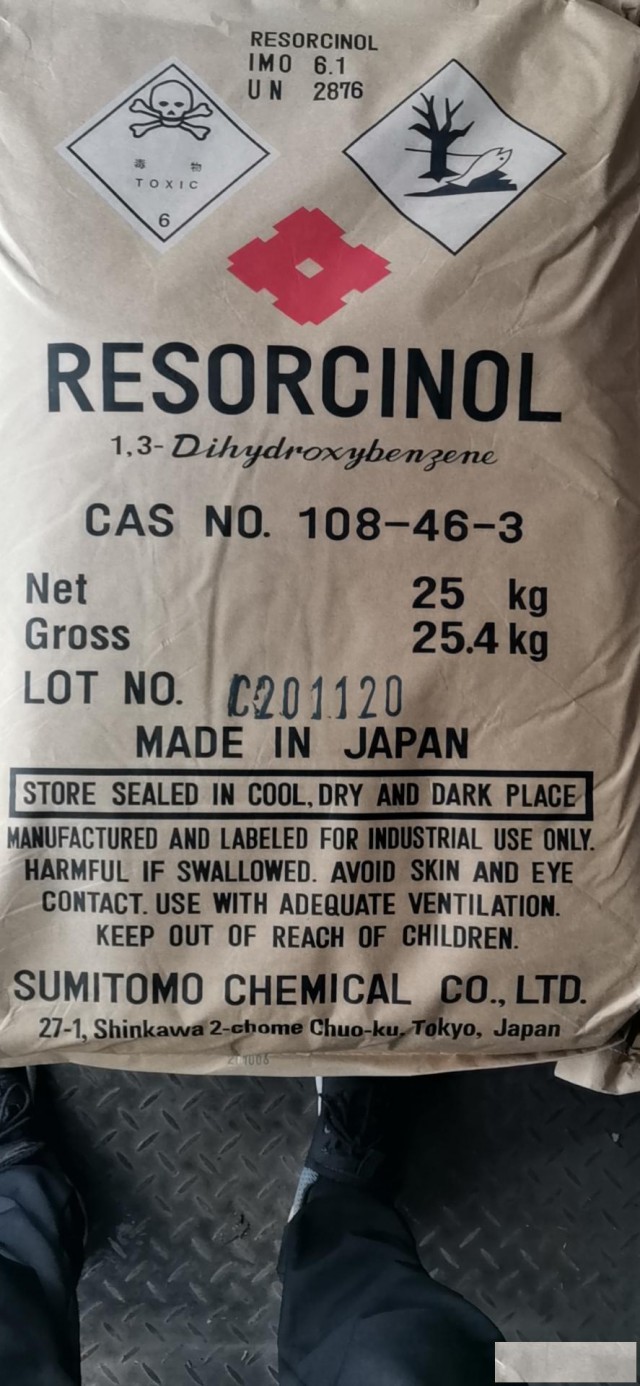 RESORCINOL
IMO 6.1
UN 2876
毒 物
TOXIC
6
RESORCINOL
1,3-Dihydroxybenzene
CAS NO. 108-46-3
Net 25 kg
Gross 25.4 kg
LOT NO. C201120
MADE IN JAPAN
STORE SEALED IN COOL, DRY AND DARK PLACE
MANUFACTURED AND LABELED FOR INDUSTRIAL USE ONLY.
HARMFUL IF SWALLOWED. AVOID SKIN AND EYE
CONTACT. USE WITH ADEQUATE VENTILATION.
KEEP OUT OF REACH OF CHILDREN.
SUMITOMO CHEMICAL CO., LTD.
27-1, Shinkawa 2-chome Chuo-ku, Tokyo, Japan